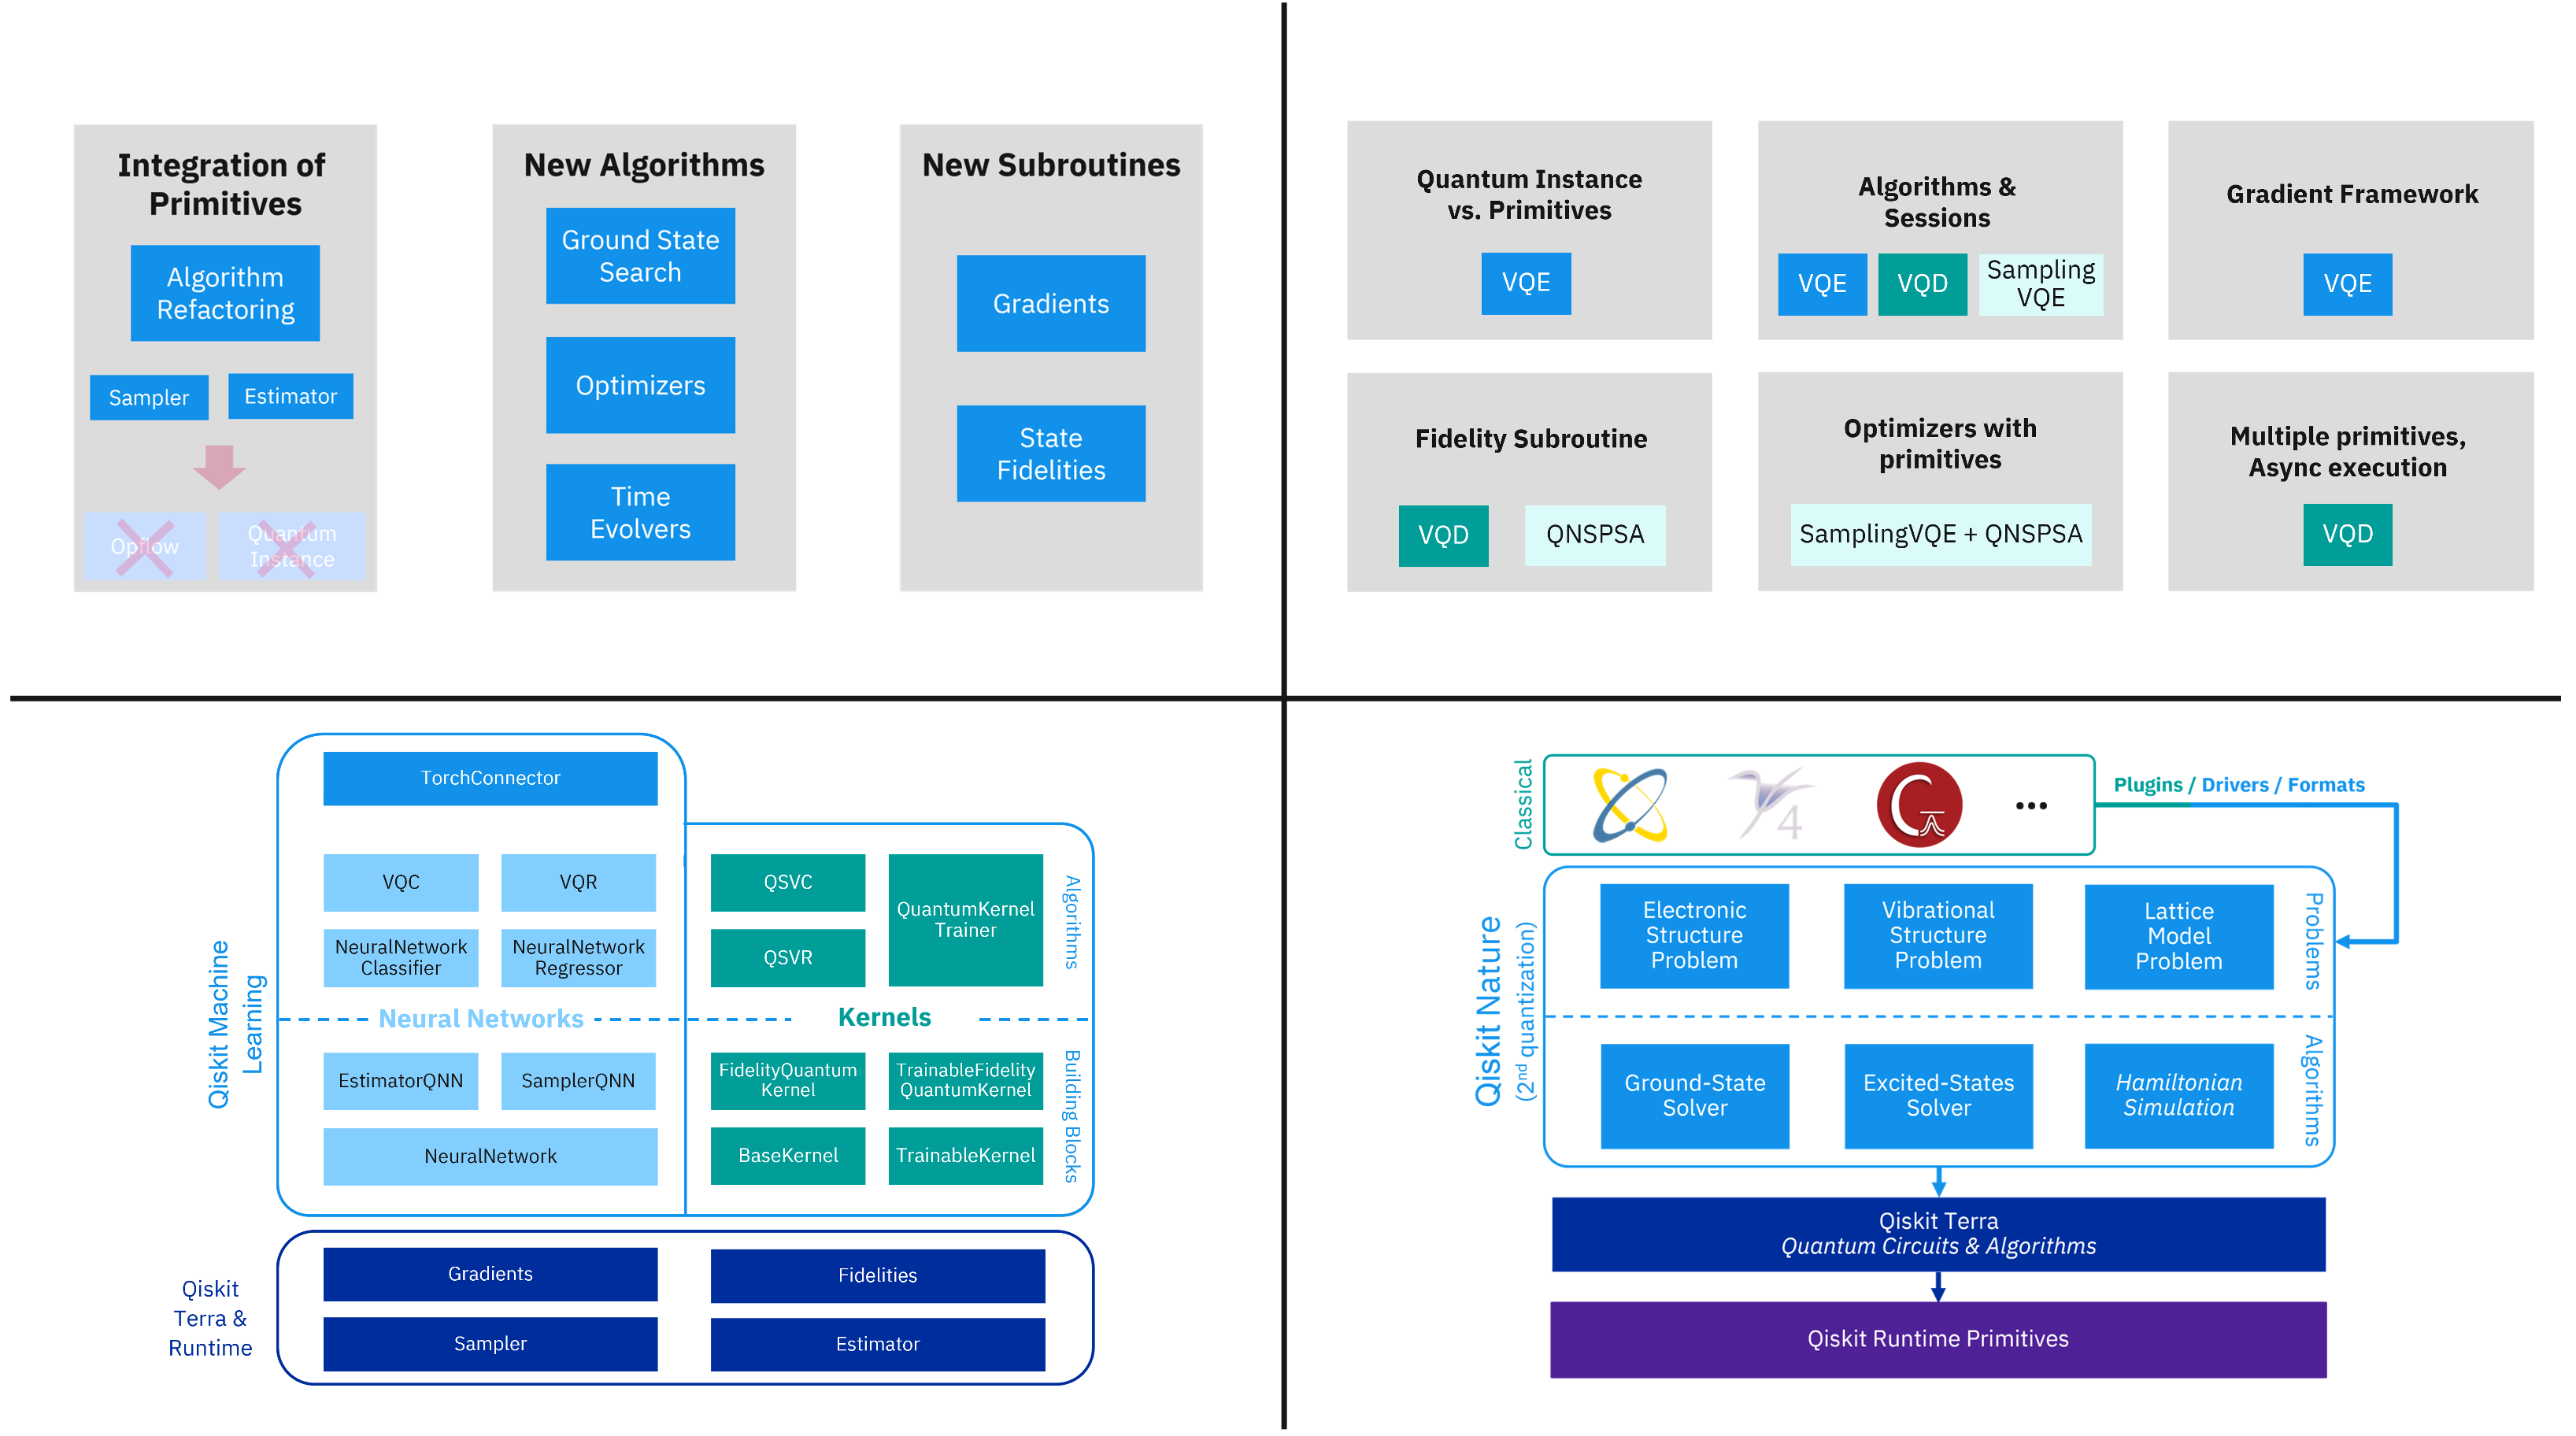 Integration of
Primitives
Algorithm
Refactoring
Sampler
Estimator
Opflow
Quantum
Instance
New Algorithms
Ground State
Search
Optimizers
Time
Evolvers
New Subroutines
Gradients
State
Fidelities
Quantum Instance
vs. Primitives
VQE
Algorithms &
Sessions
VQE
VQD
Sampling
VQE
Gradient Framework
VQE
Fidelity Subroutine
VQD
QNSPSA
Optimizers with
primitives
SamplingVQE + QNSPSA
Multiple primitives,
Async execution
VQD
Qiskit Machine
Learning
TorchConnector
VQC
VQR
NeuralNetwork
Classifier
NeuralNetwork
Regressor
Neural Networks
EstimatorQNN
SamplerQNN
NeuralNetwork
QSVC
QuantumKernel
Trainer
QSVR
Algorithms
Kernels
FidelityQuantum
Kernel
TrainableFidelity
QuantumKernel
BaseKernel
TrainableKernel
Building Blocks
Qiskit
Terra &
Runtime
Gradients
Fidelities
Sampler
Estimator
Classical
4
C
...
Plugins / Drivers / Formats
Qiskit Nature
(2nd quantization)
Electronic
Structure
Problem
Vibrational
Structure
Problem
Lattice
Model
Problem
Problems
Ground-State
Solver
Excited-States
Solver
Hamiltonian
Simulation
Algorithms
Qiskit Terra
Quantum Circuits & Algorithms
Qiskit Runtime Primitives